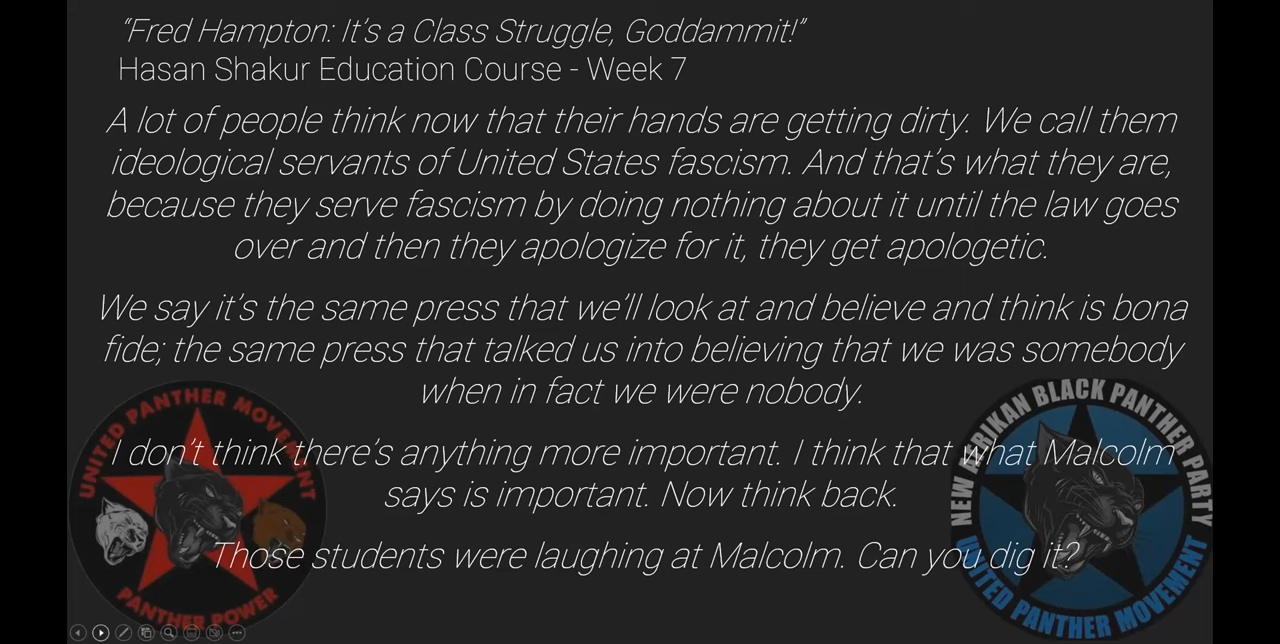 “Fred Hampton: It’s a Class Struggle, Goddammit!”
Hasan Shakur Education Course - Week 7
A lot of people think now that their hands are getting dirty. We call them
ideological servants of United States fascism. And that’s what they are,
because they serve fascism by doing nothing about it until the law goes
over and then they apologize for it, they get apologetic.
We say it’s the same press that we’ll look at and believe and think is bona
fide; the same press that talked us into believing that we was somebody
when in fact we were nobody.
I don’t think there’s anything more important. I think that what Malcolm
says is important. Now think back.
Those students were laughing at Malcolm. Can you dig it?
UNITED PANTHER MOVEMENT
PANTHER POWER
NEW AFRIKAN BLACK PANTHER PARTY
UNITED PANTHER MOVEMENT